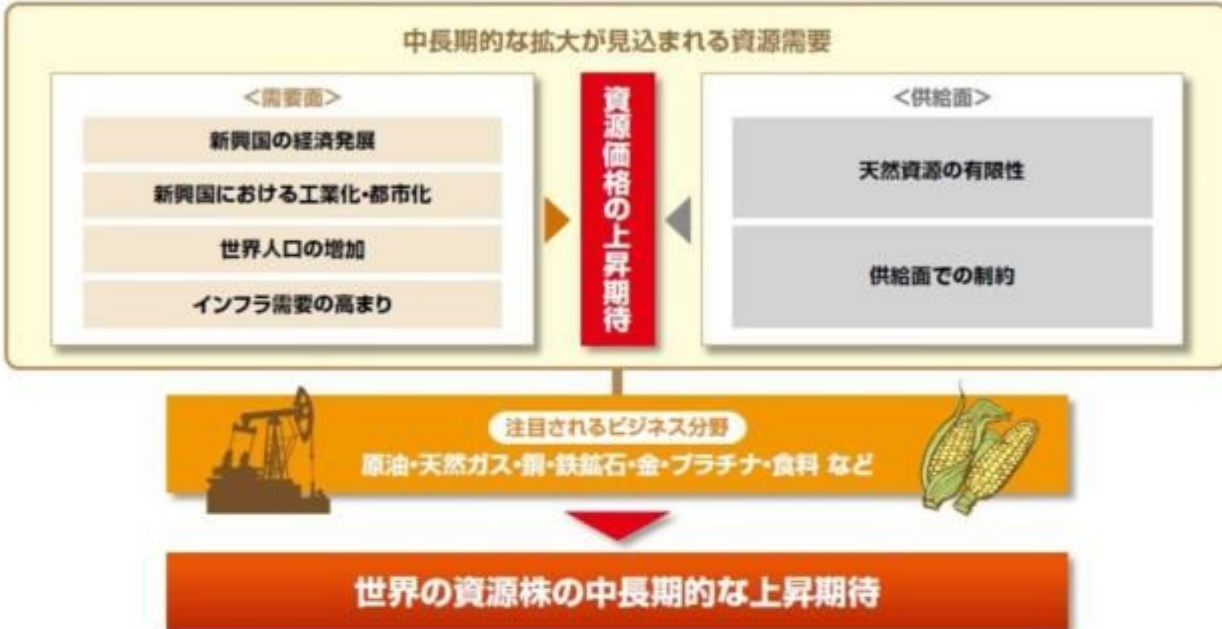 中長期的な拡大が見込まれる資源需要
＜需要面＞
新興国の経済発展
新興国における工業化・都市化
世界人口の増加
インフラ需要の高まり
資源価格の上昇期待
＜供給面＞
天然資源の有限性
供給面での制約
注目されるビジネス分野
原油・天然ガス・銅・鉄鉱石・金・プラチナ・食料 など
世界の資源株の中長期的な上昇期待